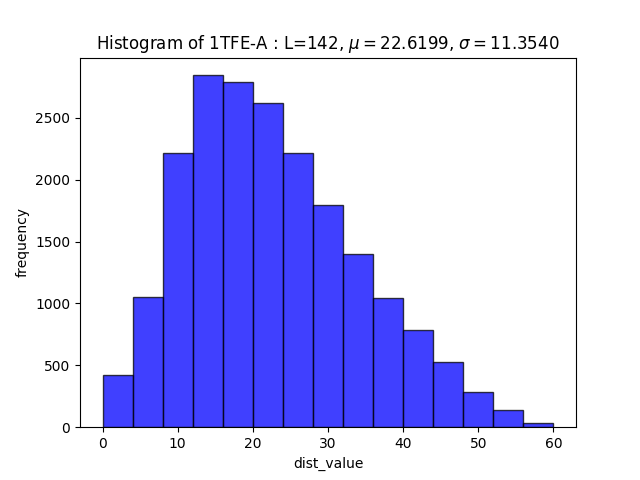 Histogram of 1TFE-A : L=142, μ = 22.6199, σ = 11.3540
frequency
2500
2000
1500
1000
500
0
0 10 20 30 40 50 60
dist_value